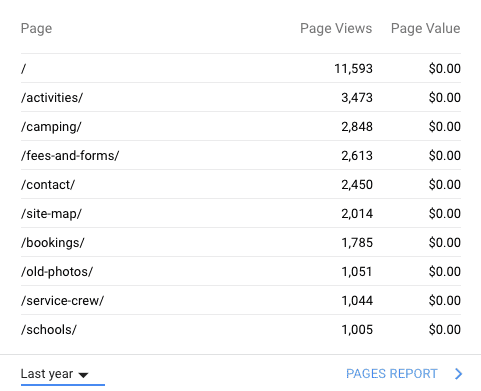 Page Page Views Page Value
/ 11,593 $0.00
/activities/ 3,473 $0.00
/camping/ 2,848 $0.00
/fees-and-forms/ 2,613 $0.00
/contact/ 2,450 $0.00
/site-map/ 2,014 $0.00
/bookings/ 1,785 $0.00
/old-photos/ 1,051 $0.00
/service-crew/ 1,044 $0.00
/schools/ 1,005 $0.00
Last year PAGES REPORT